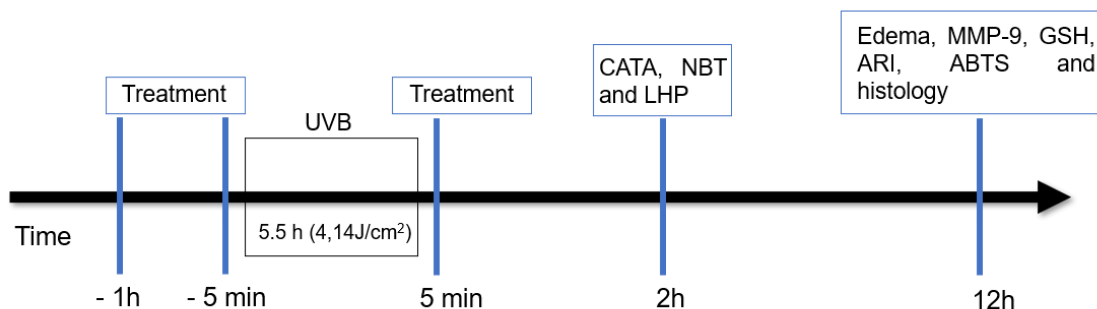 Edema, MMP-9, GSH,
ARI, ABTS and
histology
CATA, NBT
and LHP
Treatment
Treatment
UVB
5.5 h (4,14J/cm²)
Time
- 1h
- 5 min
5 min
2h
12h